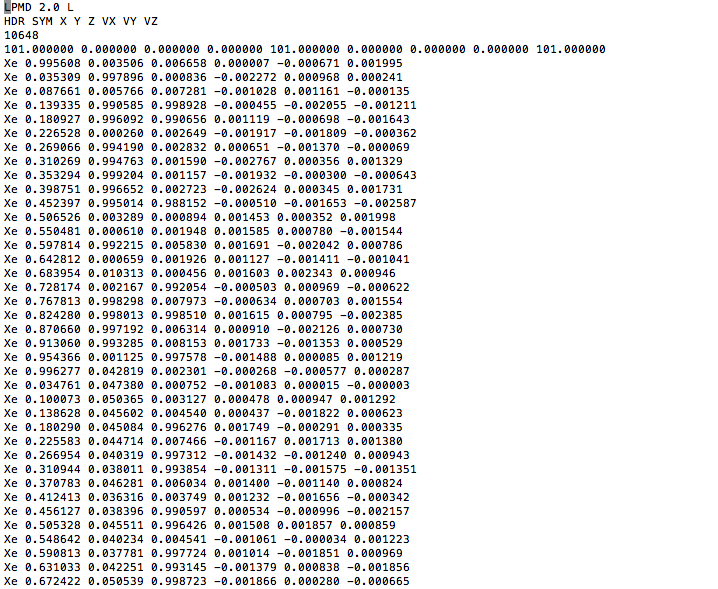 LPMD 2.0 L
HDR SYM X Y Z VX VY VZ
10648
101.000000 0.000000 0.000000 0.000000 101.000000 0.000000 0.000000 0.000000 101.000000
Xe 0.995608 0.003506 0.006658 0.000007 -0.000671 0.001995
Xe 0.035309 0.997896 0.000836 -0.002272 0.000968 0.000241
Xe 0.087661 0.005766 0.007281 -0.001028 0.001161 -0.000135
Xe 0.139335 0.990585 0.998928 -0.000455 -0.002055 -0.001211
Xe 0.180927 0.996092 0.990656 0.001119 -0.000698 -0.001643
Xe 0.226528 0.000260 0.002649 -0.001917 -0.001809 -0.000362
Xe 0.269066 0.994190 0.002832 0.000651 -0.001370 -0.000069
Xe 0.310269 0.994763 0.001590 -0.002767 0.000356 0.001329
Xe 0.353294 0.999204 0.001157 -0.001932 -0.000300 -0.000643
Xe 0.398751 0.996652 0.002723 -0.002624 0.000345 0.001731
Xe 0.452397 0.995014 0.988152 -0.000510 -0.001653 -0.002587
Xe 0.506526 0.003289 0.000894 0.001453 0.000352 0.001998
Xe 0.550481 0.000610 0.001948 0.001585 0.000780 -0.001544
Xe 0.597814 0.992215 0.005830 0.001691 -0.002042 0.000786
Xe 0.642812 0.000659 0.001926 0.001127 -0.001411 -0.001041
Xe 0.683954 0.010313 0.000456 0.001603 0.002343 0.000946
Xe 0.728174 0.002167 0.992054 -0.000503 0.000969 -0.000622
Xe 0.767813 0.998298 0.007973 -0.000634 0.000703 0.001554
Xe 0.824280 0.998013 0.998510 0.001615 0.000795 -0.002385
Xe 0.870660 0.997192 0.006314 0.000910 -0.002126 0.000730
Xe 0.913060 0.993285 0.008153 0.001733 -0.001353 0.000529
Xe 0.954366 0.001125 0.997578 -0.001488 0.000085 0.001219
Xe 0.996277 0.042819 0.002301 -0.000268 -0.000577 0.000287
Xe 0.034761 0.047380 0.000752 -0.001083 0.000015 -0.000003
Xe 0.100073 0.050365 0.003127 0.000478 0.000947 0.001292
Xe 0.138628 0.045602 0.004540 0.000437 -0.001822 0.000623
Xe 0.180290 0.045084 0.996276 0.001749 -0.000291 0.000335
Xe 0.225583 0.044714 0.007466 -0.001167 0.001713 0.001380
Xe 0.266954 0.040319 0.997312 -0.001432 -0.001240 0.000943
Xe 0.310944 0.038011 0.993854 -0.001311 -0.001575 -0.001351
Xe 0.370783 0.046281 0.006034 0.001400 -0.001140 0.000824
Xe 0.412413 0.036316 0.003749 0.001232 -0.001656 -0.000342
Xe 0.456127 0.038396 0.990597 0.000534 -0.000996 -0.002157
Xe 0.505328 0.045511 0.996426 0.001508 0.001857 0.000859
Xe 0.548642 0.040234 0.004541 -0.001061 -0.000034 0.001223
Xe 0.590813 0.037781 0.997724 0.001014 -0.001851 0.000969
Xe 0.631033 0.042251 0.993145 -0.001379 0.000838 -0.001856
Xe 0.672422 0.050539 0.998723 -0.001866 0.000280 -0.000665